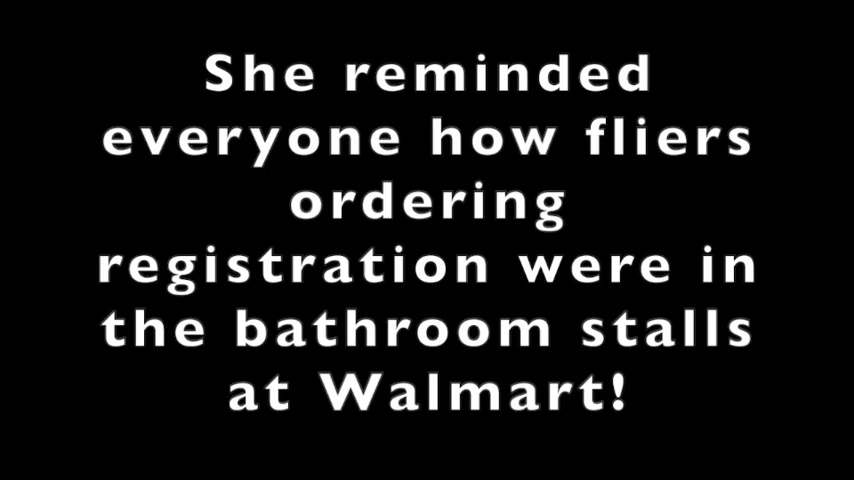 She reminded
everyone how fliers
ordering
registration were in
the bathroom stalls
at Walmart!